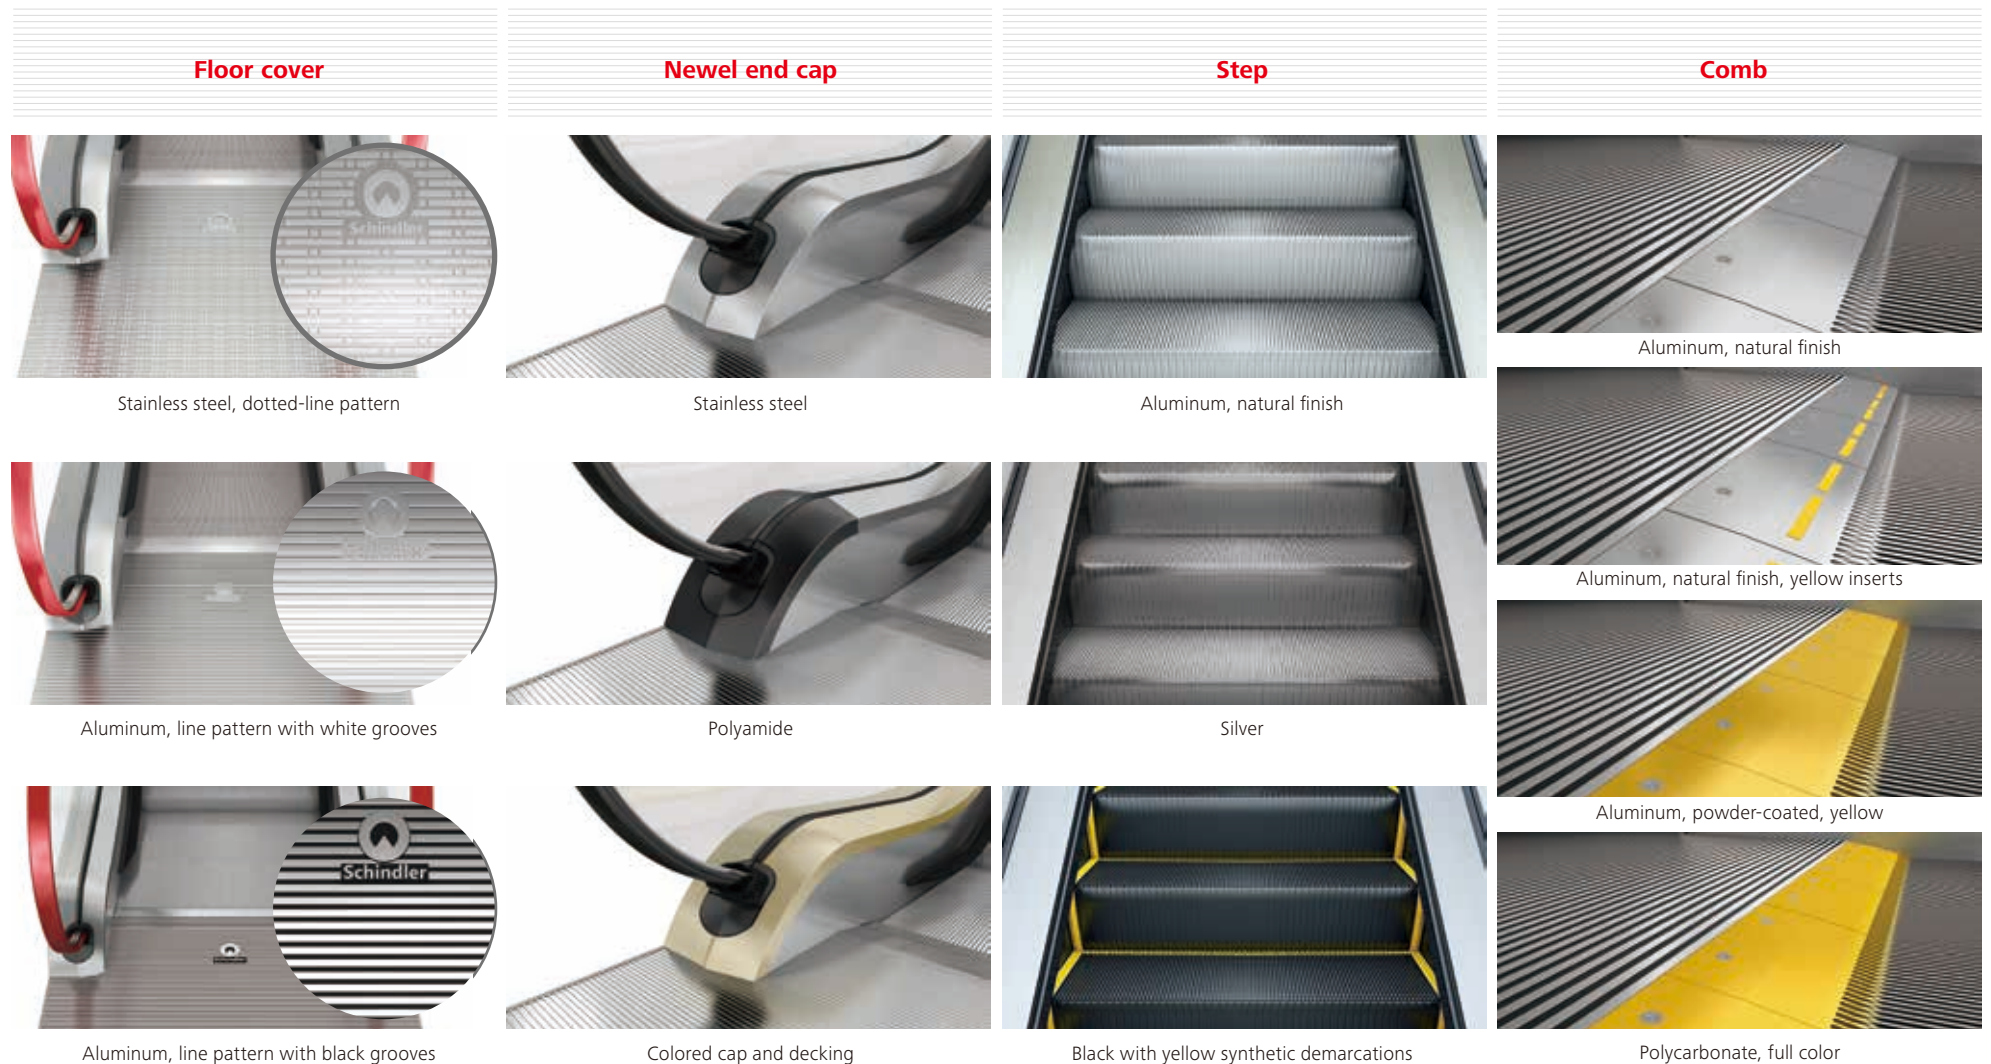 Floor cover
Newel end cap
Step
Comb
Schindler
Stainless steel, dotted-line pattern
Stainless steel
Aluminum, natural finish
Aluminum, natural finish
Aluminum, natural finish, yellow inserts
Aluminum, line pattern with white grooves
Polyamide
Silver
Aluminum, powder-coated, yellow
Schindler
Aluminum, line pattern with black grooves
Colored cap and decking
Black with yellow synthetic demarcations
Polycarbonate, full color